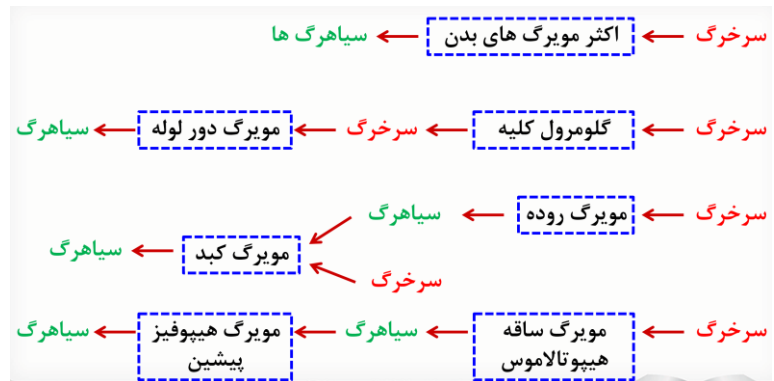 سرخرگ اکثر مویرگ های بدن سیاهرگ ها
سرخرگ گلومرول کلیه سرخرگ مویرگ دور لوله سیاهرگ
سرخرگ مویرگ روده سیاهرگ
مویرگ کبد سیاهرگ
سرخرگ
سرخرگ مویرگ ساقه هیپوتالاموس سیاهرگ مویرگ هیپوفیز پیشین سیاهرگ